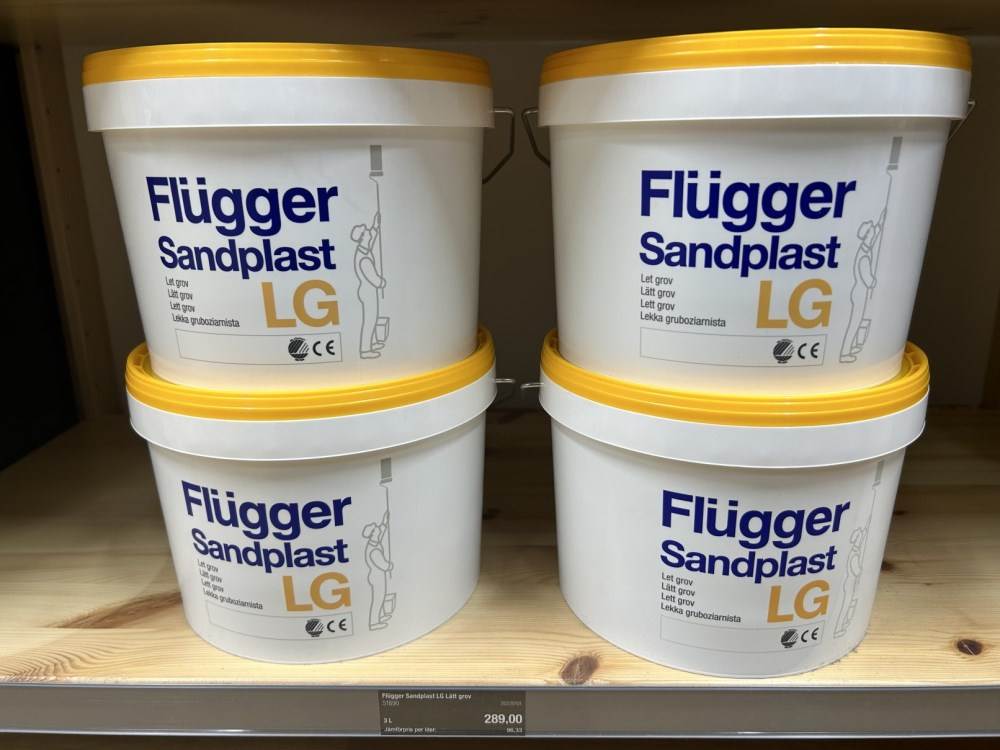 Flügger
Sandplast
Let grov
Lätt grov
Lett grov
Lekka gruboziarnista
LG
CE
Flügger
Sandplast
Let grov
Lätt grov
Lett grov
Lekka gruboziarnista
LG
CE
Flügger
Sandplast
Let grov
Lätt grov
Lett grov
Lekka gruboziarnista
LG
CE
Flügger
Sandplast
Let grov
Lätt grov
Lett grov
Lekka gruboziarnista
LG
CE
Flügger Sandplast LG Lätt grov
51690
3 L 289,00
Jämförpris per liter: 96,33